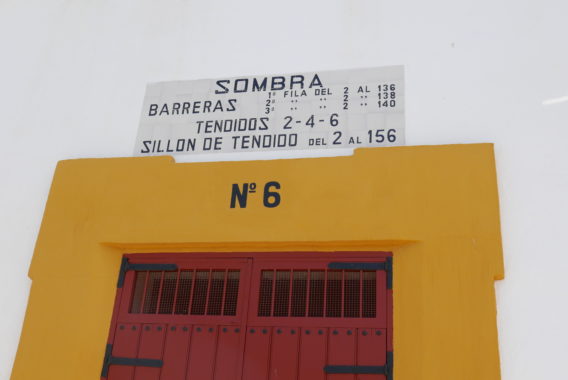 SOMBRA
1ª FILA DEL 2 AL 136
BARRERAS 2ª " " 2 " 138
3ª " " 2 " 140
TENDIDOS 2-4-6
SILLON DE TENDIDO DEL 2 AL 156
Nº 6